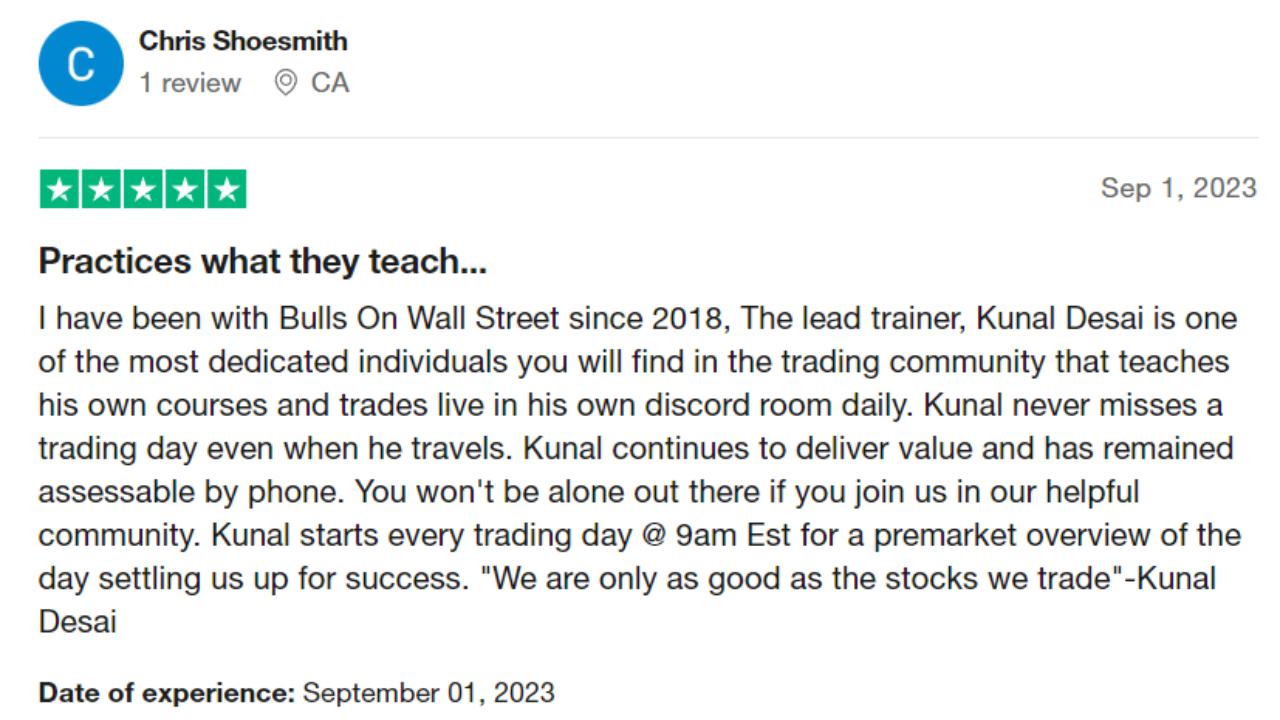 C
Chris Shoesmith
1 review CA
Sep 1, 2023
Practices what they teach...
I have been with Bulls On Wall Street since 2018, The lead trainer, Kunal Desai is one
of the most dedicated individuals you will find in the trading community that teaches
his own courses and trades live in his own discord room daily. Kunal never misses a
trading day even when he travels. Kunal continues to deliver value and has remained
assessable by phone. You won't be alone out there if you join us in our helpful
community. Kunal starts every trading day @ 9am Est for a premarket overview of the
day settling us up for success. "We are only as good as the stocks we trade"-Kunal
Desai
Date of experience: September 01, 2023